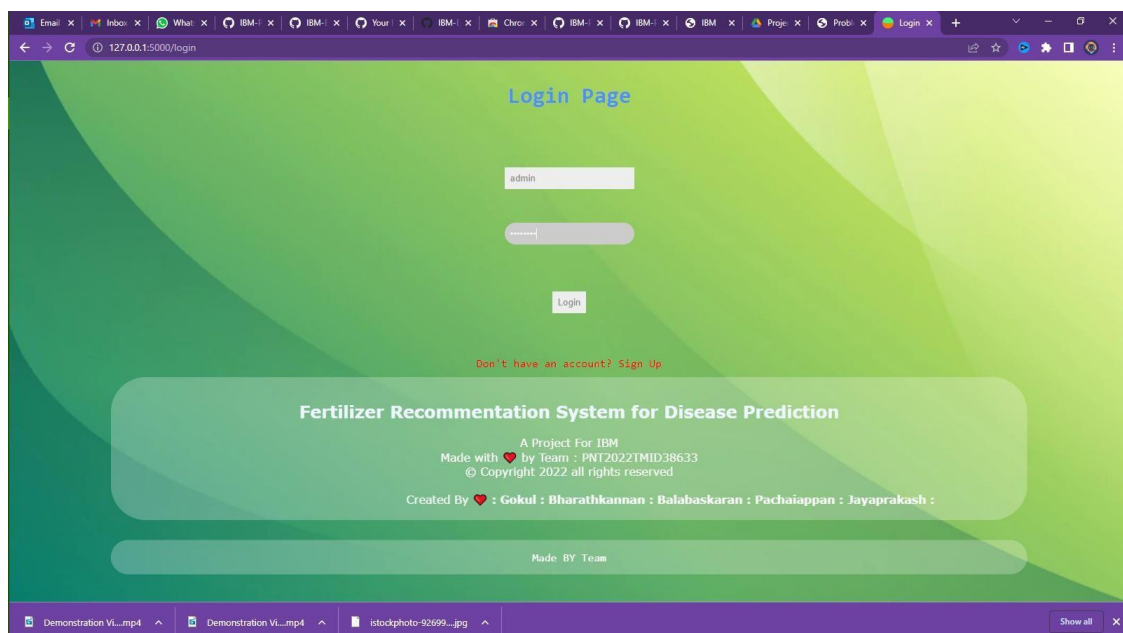 Email What: IBM-F IBM-[ Your IBM-[ Chror IBM-[ IBM-[ IBM Proje Probl Login
127.0.0.1:5000/login
Login Page
admin
Login
Don't have an account? Sign Up
Fertilizer Recommentation System for Disease Prediction
A Project For IBM
Made with ❤ by Team : PNT2022TMID38633
© Copyright 2022 all rights reserved
Created By ❤ : Gokul : Bharathkannan : Balabaskaran : Pachaiappan : Jayaprakash :
Made BY Team
Demonstration Vi....mp4 Demonstration Vi....mp4 istockphoto-92699....jpg Show all